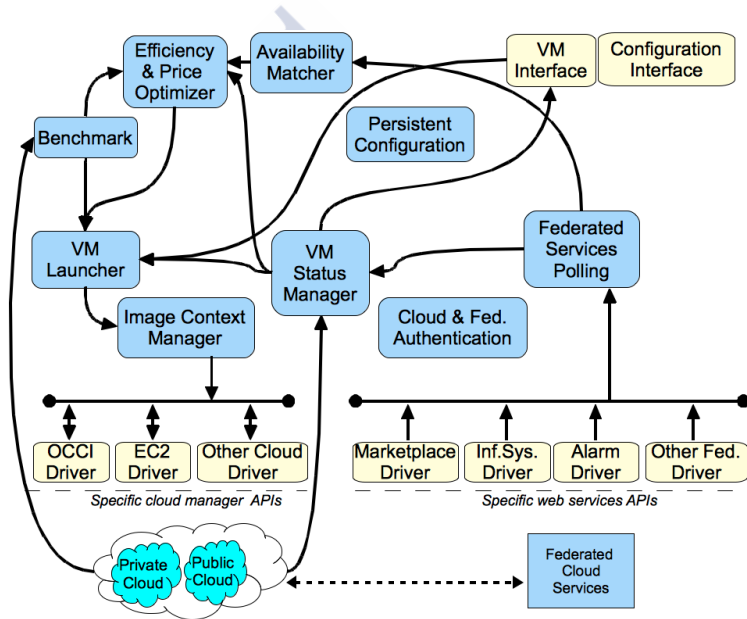 Efficiency
& Price
Optimizer
Availability
Matcher
VM
Interface
Configuration
Interface
Benchmark
Persistent
Configuration
VM
Launcher
VM
Status
Manager
Federated
Services
Polling
Image Context
Manager
Cloud & Fed.
Authentication
OCCI
Driver
EC2
Driver
Other Cloud
Driver
Marketplace
Driver
Inf.Sys.
Driver
Alarm
Driver
Other Fed.
Driver
Specific cloud manager APIs
Specific web services APIs
Private
Cloud
Public
Cloud
Federated
Cloud
Services